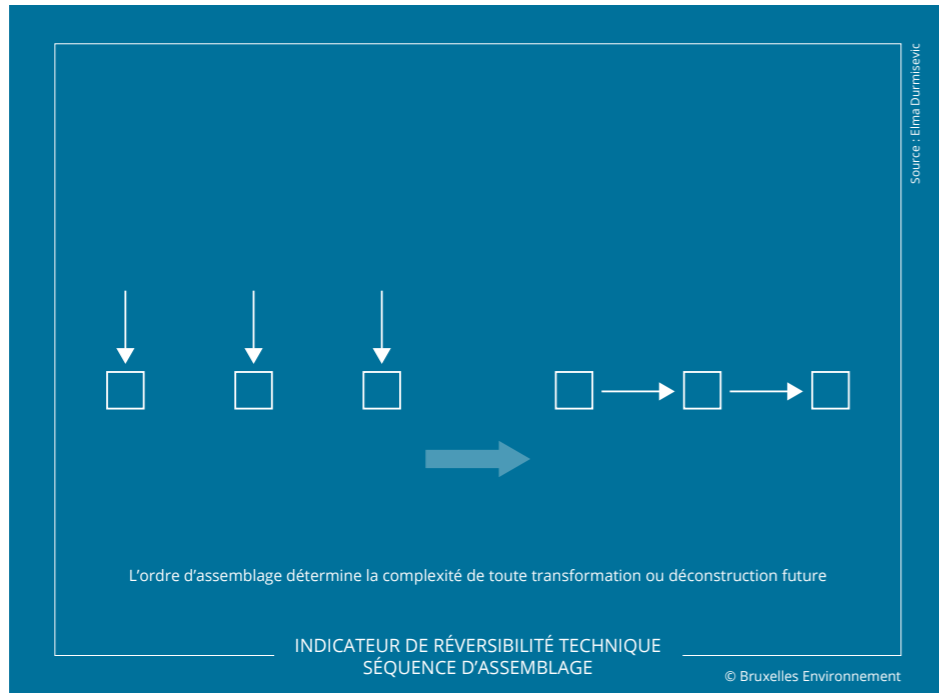 Source : Elma Durmisevic
L’ordre d’assemblage détermine la complexité de toute transformation ou déconstruction future
INDICATEUR DE RÉVERSIBILITÉ TECHNIQUE
SÉQUENCE D’ASSEMBLAGE
© Bruxelles Environnement